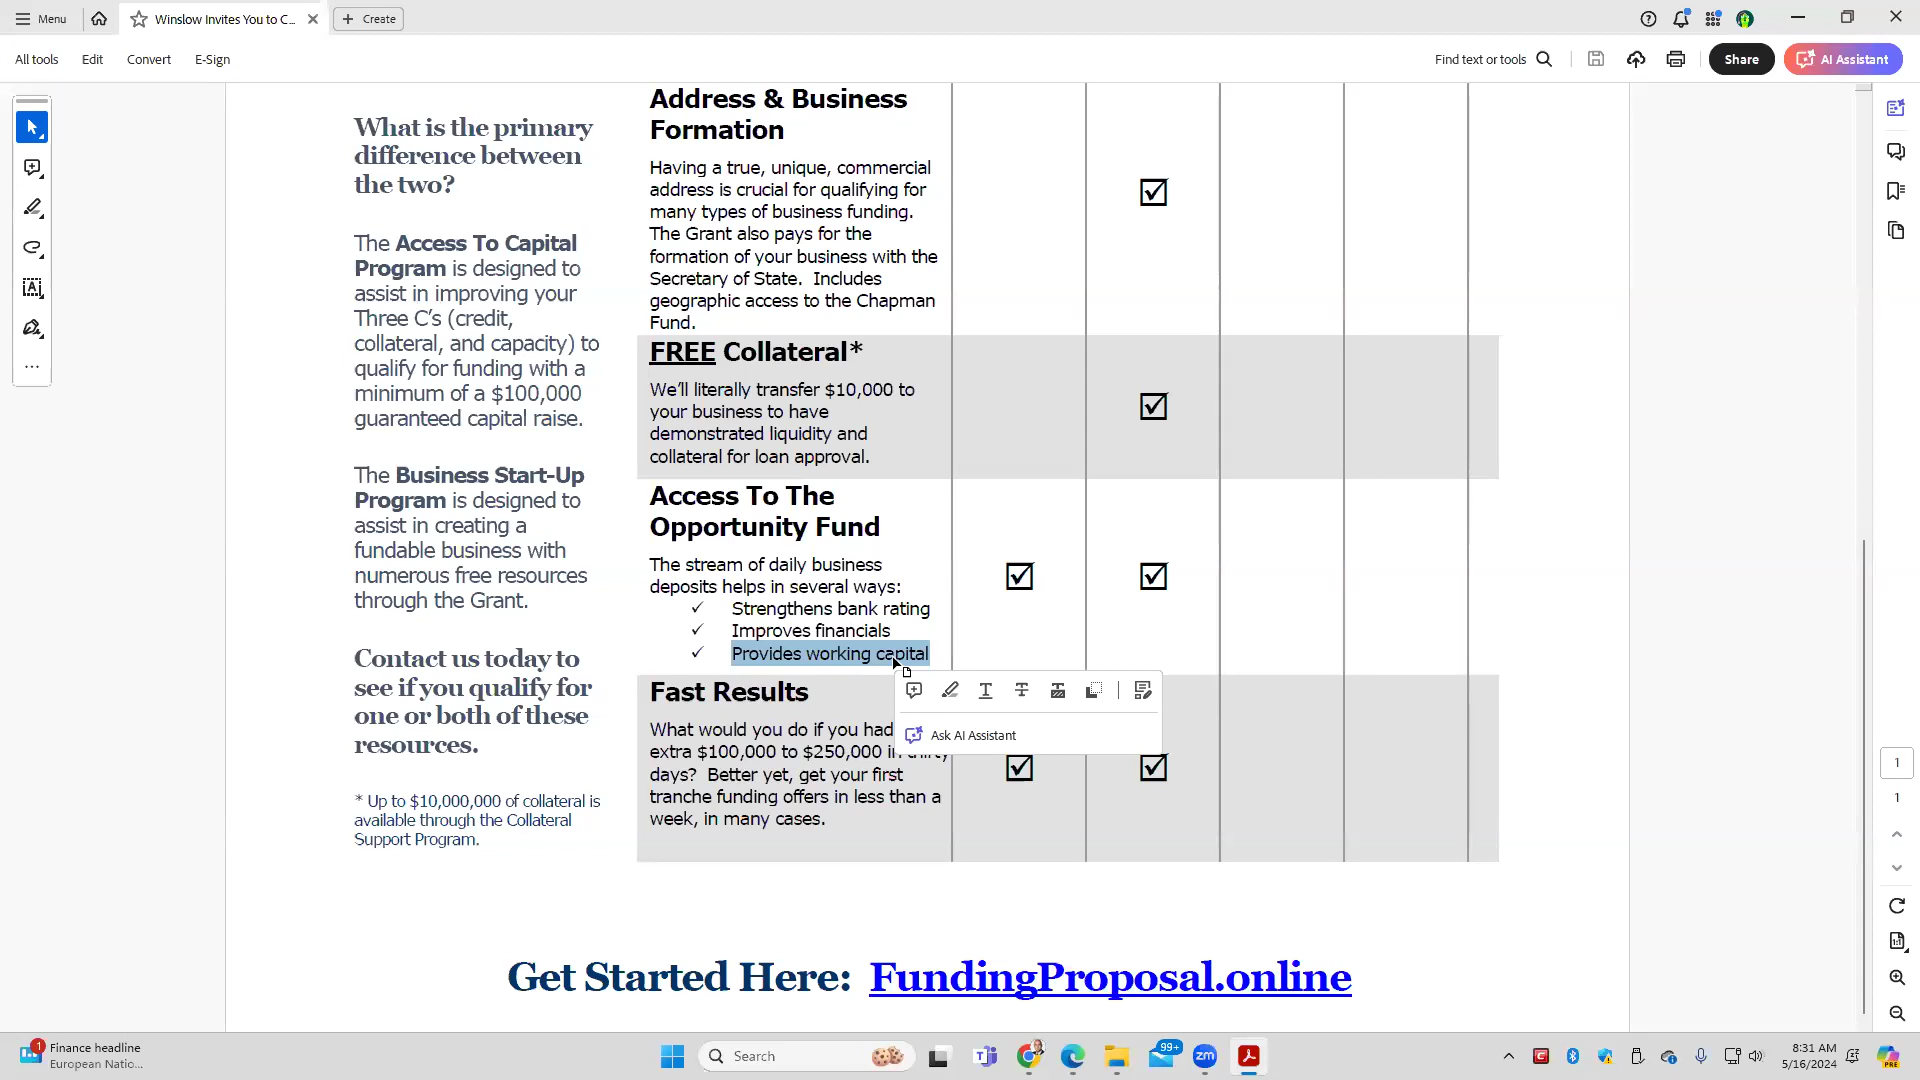 Menu
Winslow Invites You to C...
Create
All tools
Edit
Convert
E-Sign
Find text or tools
Share
AI Assistant
What is the primary
difference between
the two?
The Access To Capital
Program is designed to
assist in improving your
Three C's (credit,
collateral, and capacity) to
qualify for funding with a
minimum of a $100,000
guaranteed capital raise.
The Business Start-Up
Program is designed to
assist in creating a
fundable business with
numerous free resources
through the Grant.
Contact us today to
see if you qualify for
one or both of these
resources.
* Up to $10,000,000 of collateral is
available through the Collateral
Support Program.
Address & Business
Formation
Having a true, unique, commercial
address is crucial for qualifying for
many types of business funding.
The Grant also pays for the
formation of your business with the
Secretary of State. Includes
geographic access to the Chapman
Fund.
FREE Collateral*
We'll literally transfer $10,000 to
your business to have
demonstrated liquidity and
collateral for loan approval.
Access To The
Opportunity Fund
The stream of daily business
deposits helps in several ways:
✓ Strengthens bank rating
✓ Improves financials
✓ Provides working capital
Ask AI Assistant
Fast Results
What would you do if you had
extra $100,000 to $250,000 in thirty
days? Better yet, get your first
tranche funding offers in less than a
week, in many cases.
Get Started Here: FundingProposal.online
1
1
1
Finance headline
European Natio...
Search
99+
8:31 AM
5/16/2024
PRE